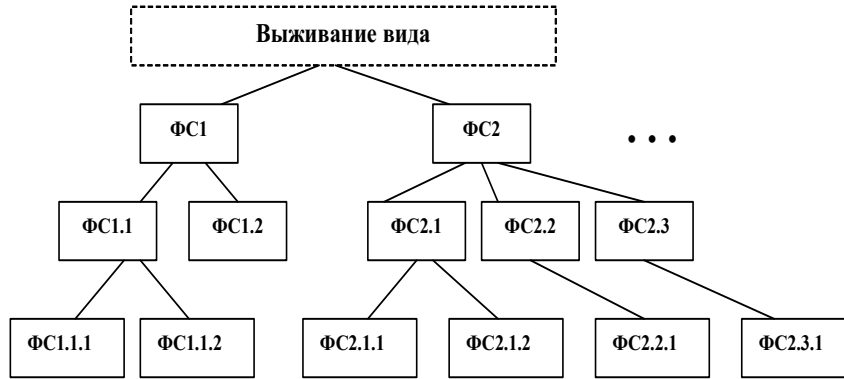 Выживание вида
ФС1
ФС2
. . .
ФС1.1
ФС1.2
ФС2.1
ФС2.2
ФС2.3
ФС1.1.1
ФС1.1.2
ФС2.1.1
ФС2.1.2
ФС2.2.1
ФС2.3.1